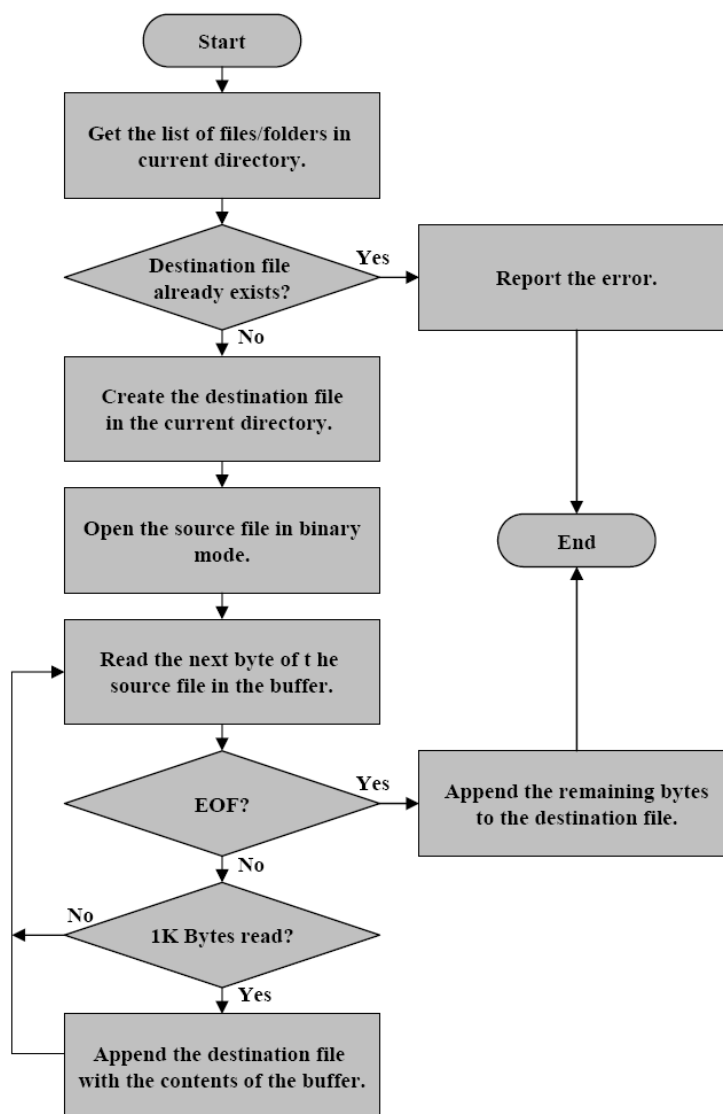 Start
Get the list of files/folders in
current directory.
Destination file
already exists?
Yes
Report the error.
No
Create the destination file
in the current directory.
Open the source file in binary
mode.
End
Read the next byte of t he
source file in the buffer.
EOF?
Yes
Append the remaining bytes
to the destination file.
No
No
1K Bytes read?
Yes
Append the destination file
with the contents of the buffer.